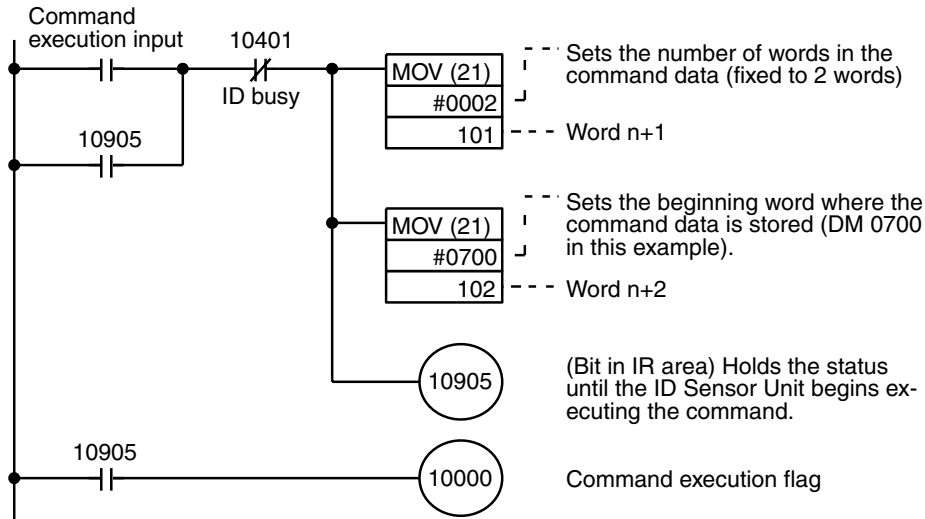 Command
execution input
10401
ID busy
10905
MOV (21)
#0002
101
Sets the number of words in the
command data (fixed to 2 words)
Word n+1
MOV (21)
#0700
102
Sets the beginning word where the
command data is stored (DM 0700
in this example).
Word n+2
10905
(Bit in IR area) Holds the status
until the ID Sensor Unit begins ex-
ecuting the command.
10905
10000
Command execution flag